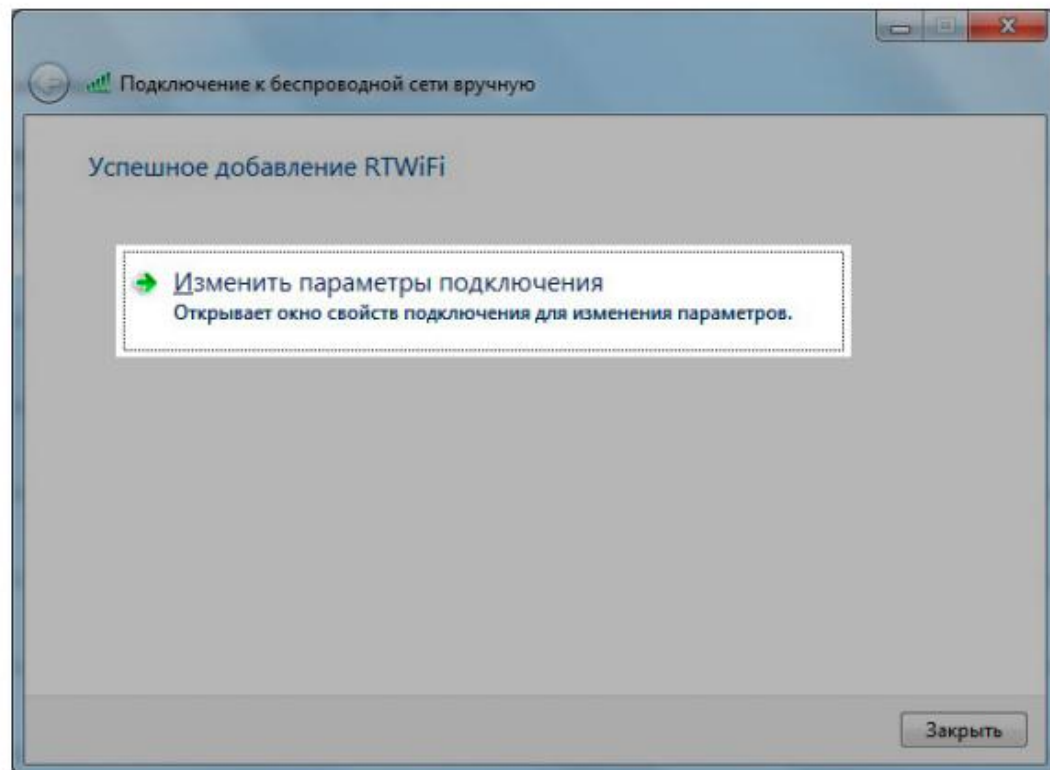 Подключение к беспроводной сети вручную
Успешное добавление RTWiFi
Изменить параметры подключения
Открывает окно свойств подключения для изменения параметров.
Закрыть